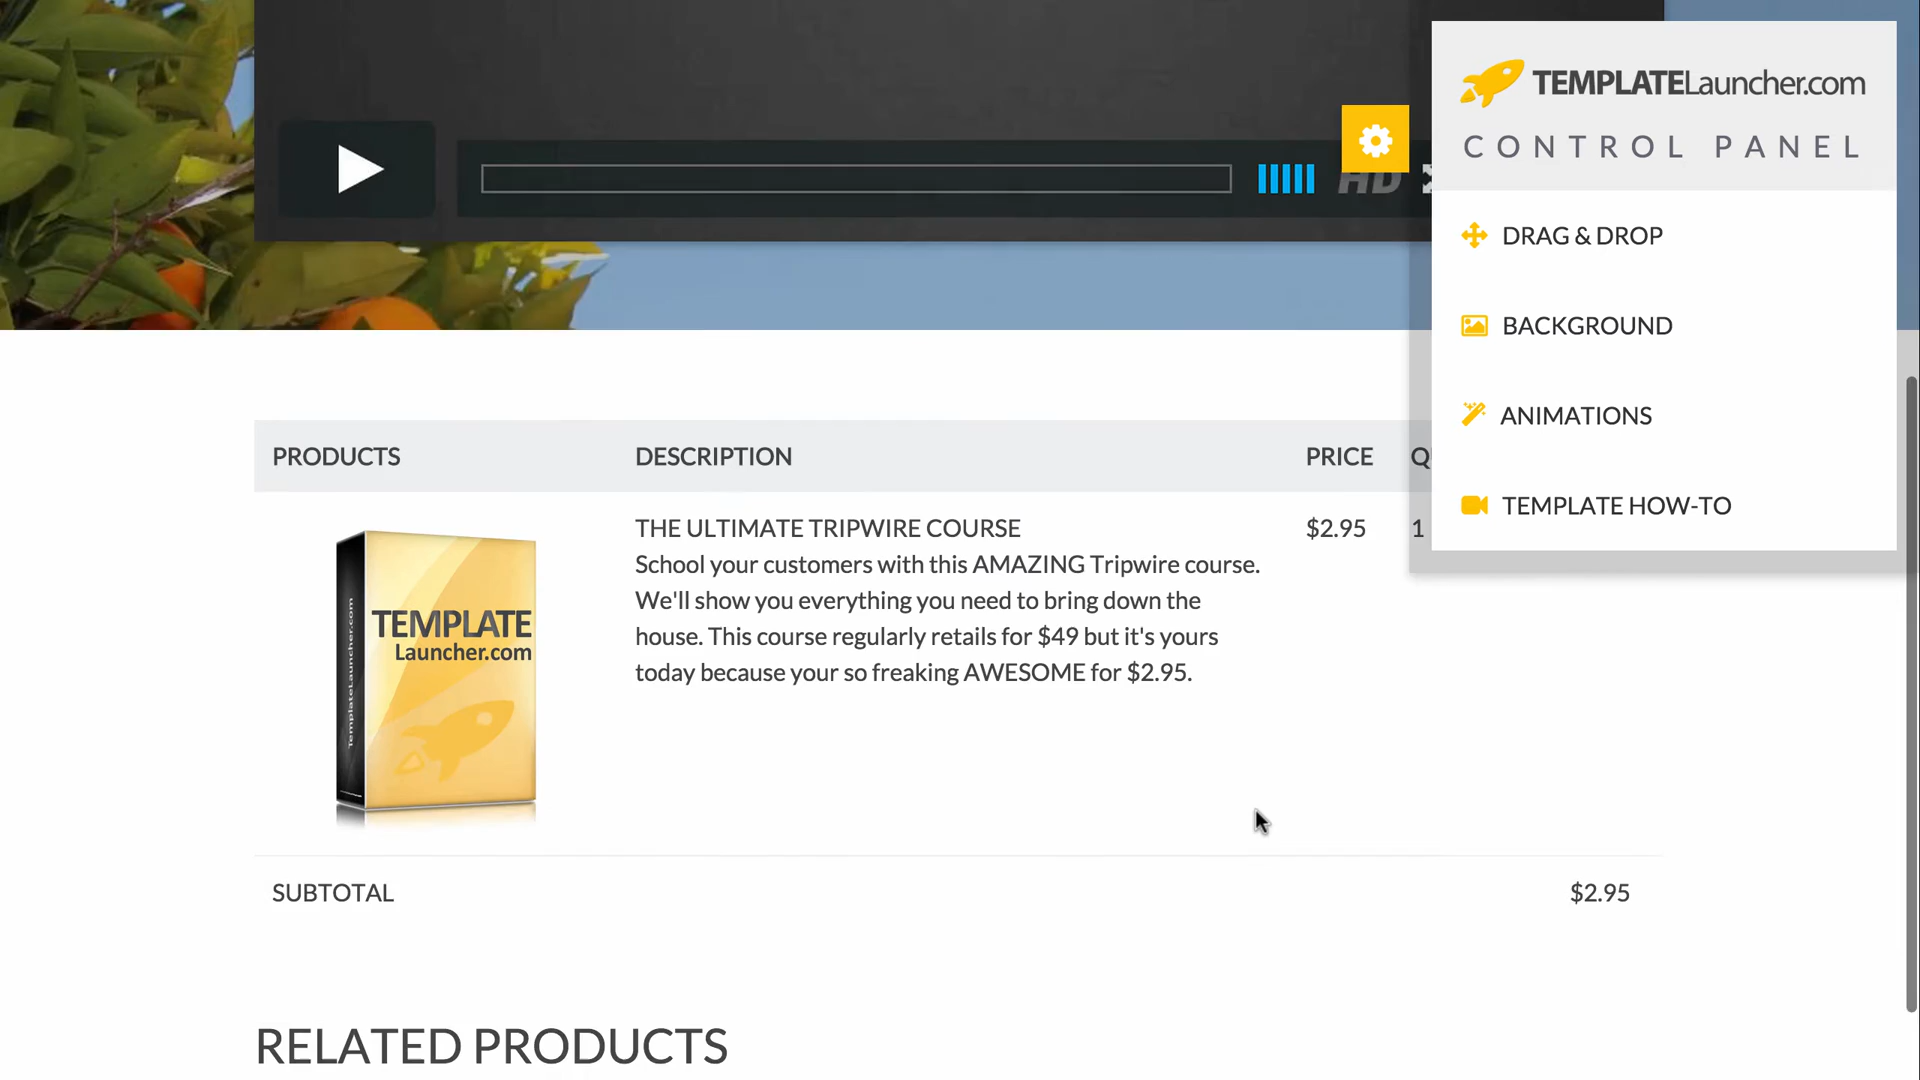 TEMPLATELauncher.com
CONTROL PANEL
HD
DRAG & DROP
BACKGROUND
ANIMATIONS
TEMPLATE HOW-TO
PRODUCTS DESCRIPTION PRICE
THE ULTIMATE TRIPWIRE COURSE $2.95 1
School your customers with this AMAZING Tripwire course.
We'll show you everything you need to bring down the
house. This course regularly retails for $49 but it's yours
today because your so freaking AWESOME for $2.95.
TemplateLauncher.com
TEMPLATE
Launcher.com
SUBTOTAL $2.95
RELATED PRODUCTS